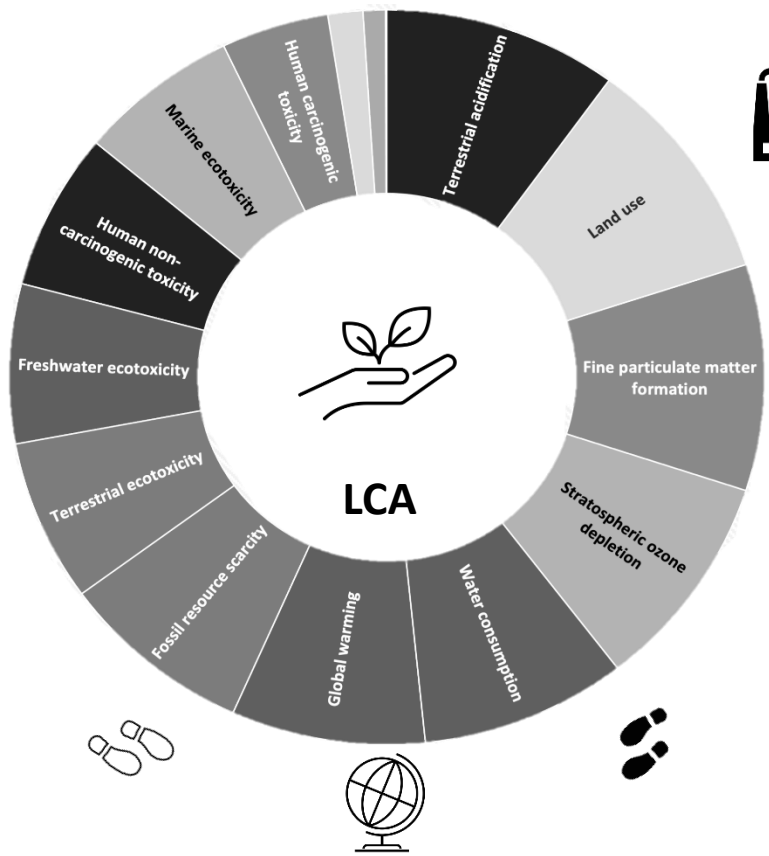 Terrestrial acidification
Land use
Fine particulate matter
formation
Stratospheric ozone
depletion
Water consumption
Global warming
Fossil resource scarcity
Terrestrial ecotoxicity
Freshwater ecotoxicity
Human non-
carcinogenic toxicity
Marine ecotoxicity
Human carcinogenic
toxicity
LCA